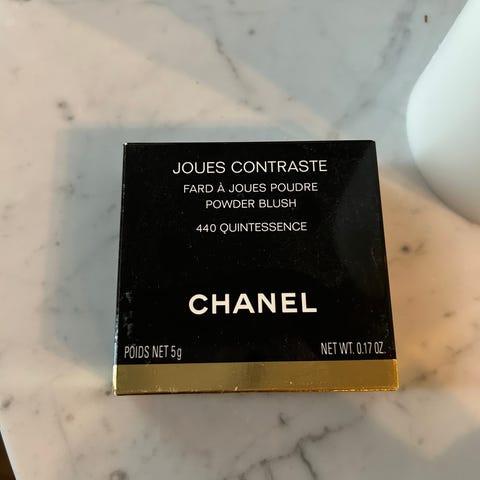 JOUES CONTRASTE
FARD À JOUES POUDRE
POWDER BLUSH
440 QUINTESSENCE
CHANEL
POIDS NET 5g NET WT. 0.17 OZ.